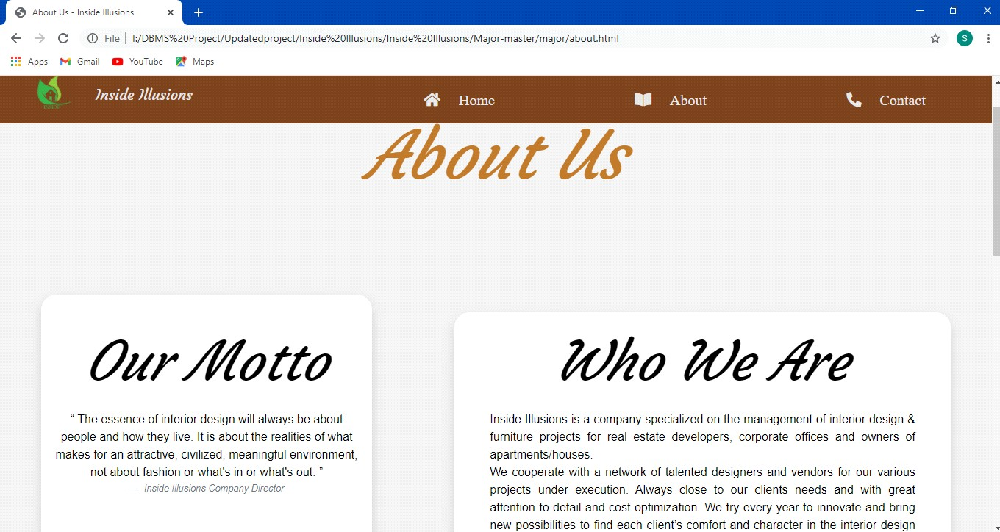 About Us - Inside Illusions
File | I:/DBMS%20Project/Updatedproject/Inside%20Illusions/Inside%20Illusions/Major-master/major/about.html
S
Apps Gmail YouTube Maps
Inside Illusions Home About Contact
About Us
Our Motto
“ The essence of interior design will always be about
people and how they live. It is about the realities of what
makes for an attractive, civilized, meaningful environment,
not about fashion or what's in or what's out. ”
— Inside Illusions Company Director
Who We Are
Inside Illusions is a company specialized on the management of interior design &
furniture projects for real estate developers, corporate offices and owners of
apartments/houses.
We cooperate with a network of talented designers and vendors for our various
projects under execution. Always close to our clients needs and with great
attention to detail and cost optimization. We try every year to innovate and bring
new possibilities to find each client’s comfort and character in the interior design